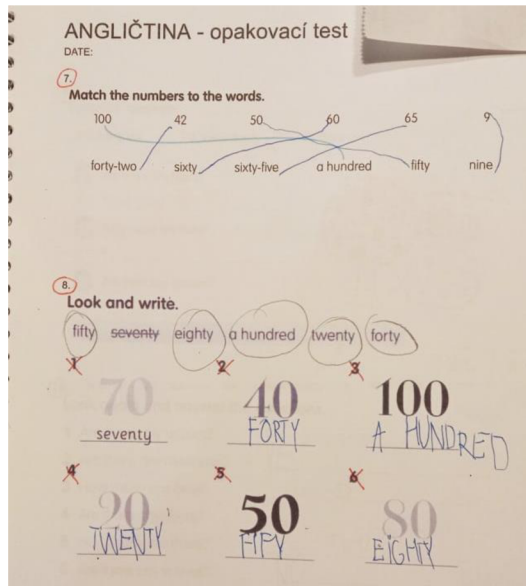 ANGLIČTINA - opakovací test
DATE:
7.
Match the numbers to the words.
100 42 50 60 65 9
forty-two sixty sixty-five a hundred fifty nine
8.
Look and write.
fifty seventy eighty a hundred twenty forty
1 2 3
70 40 100
seventy FORTY A HUNDRED
4 5 6
20 50 80
TWENTY FIFY EIGHTY